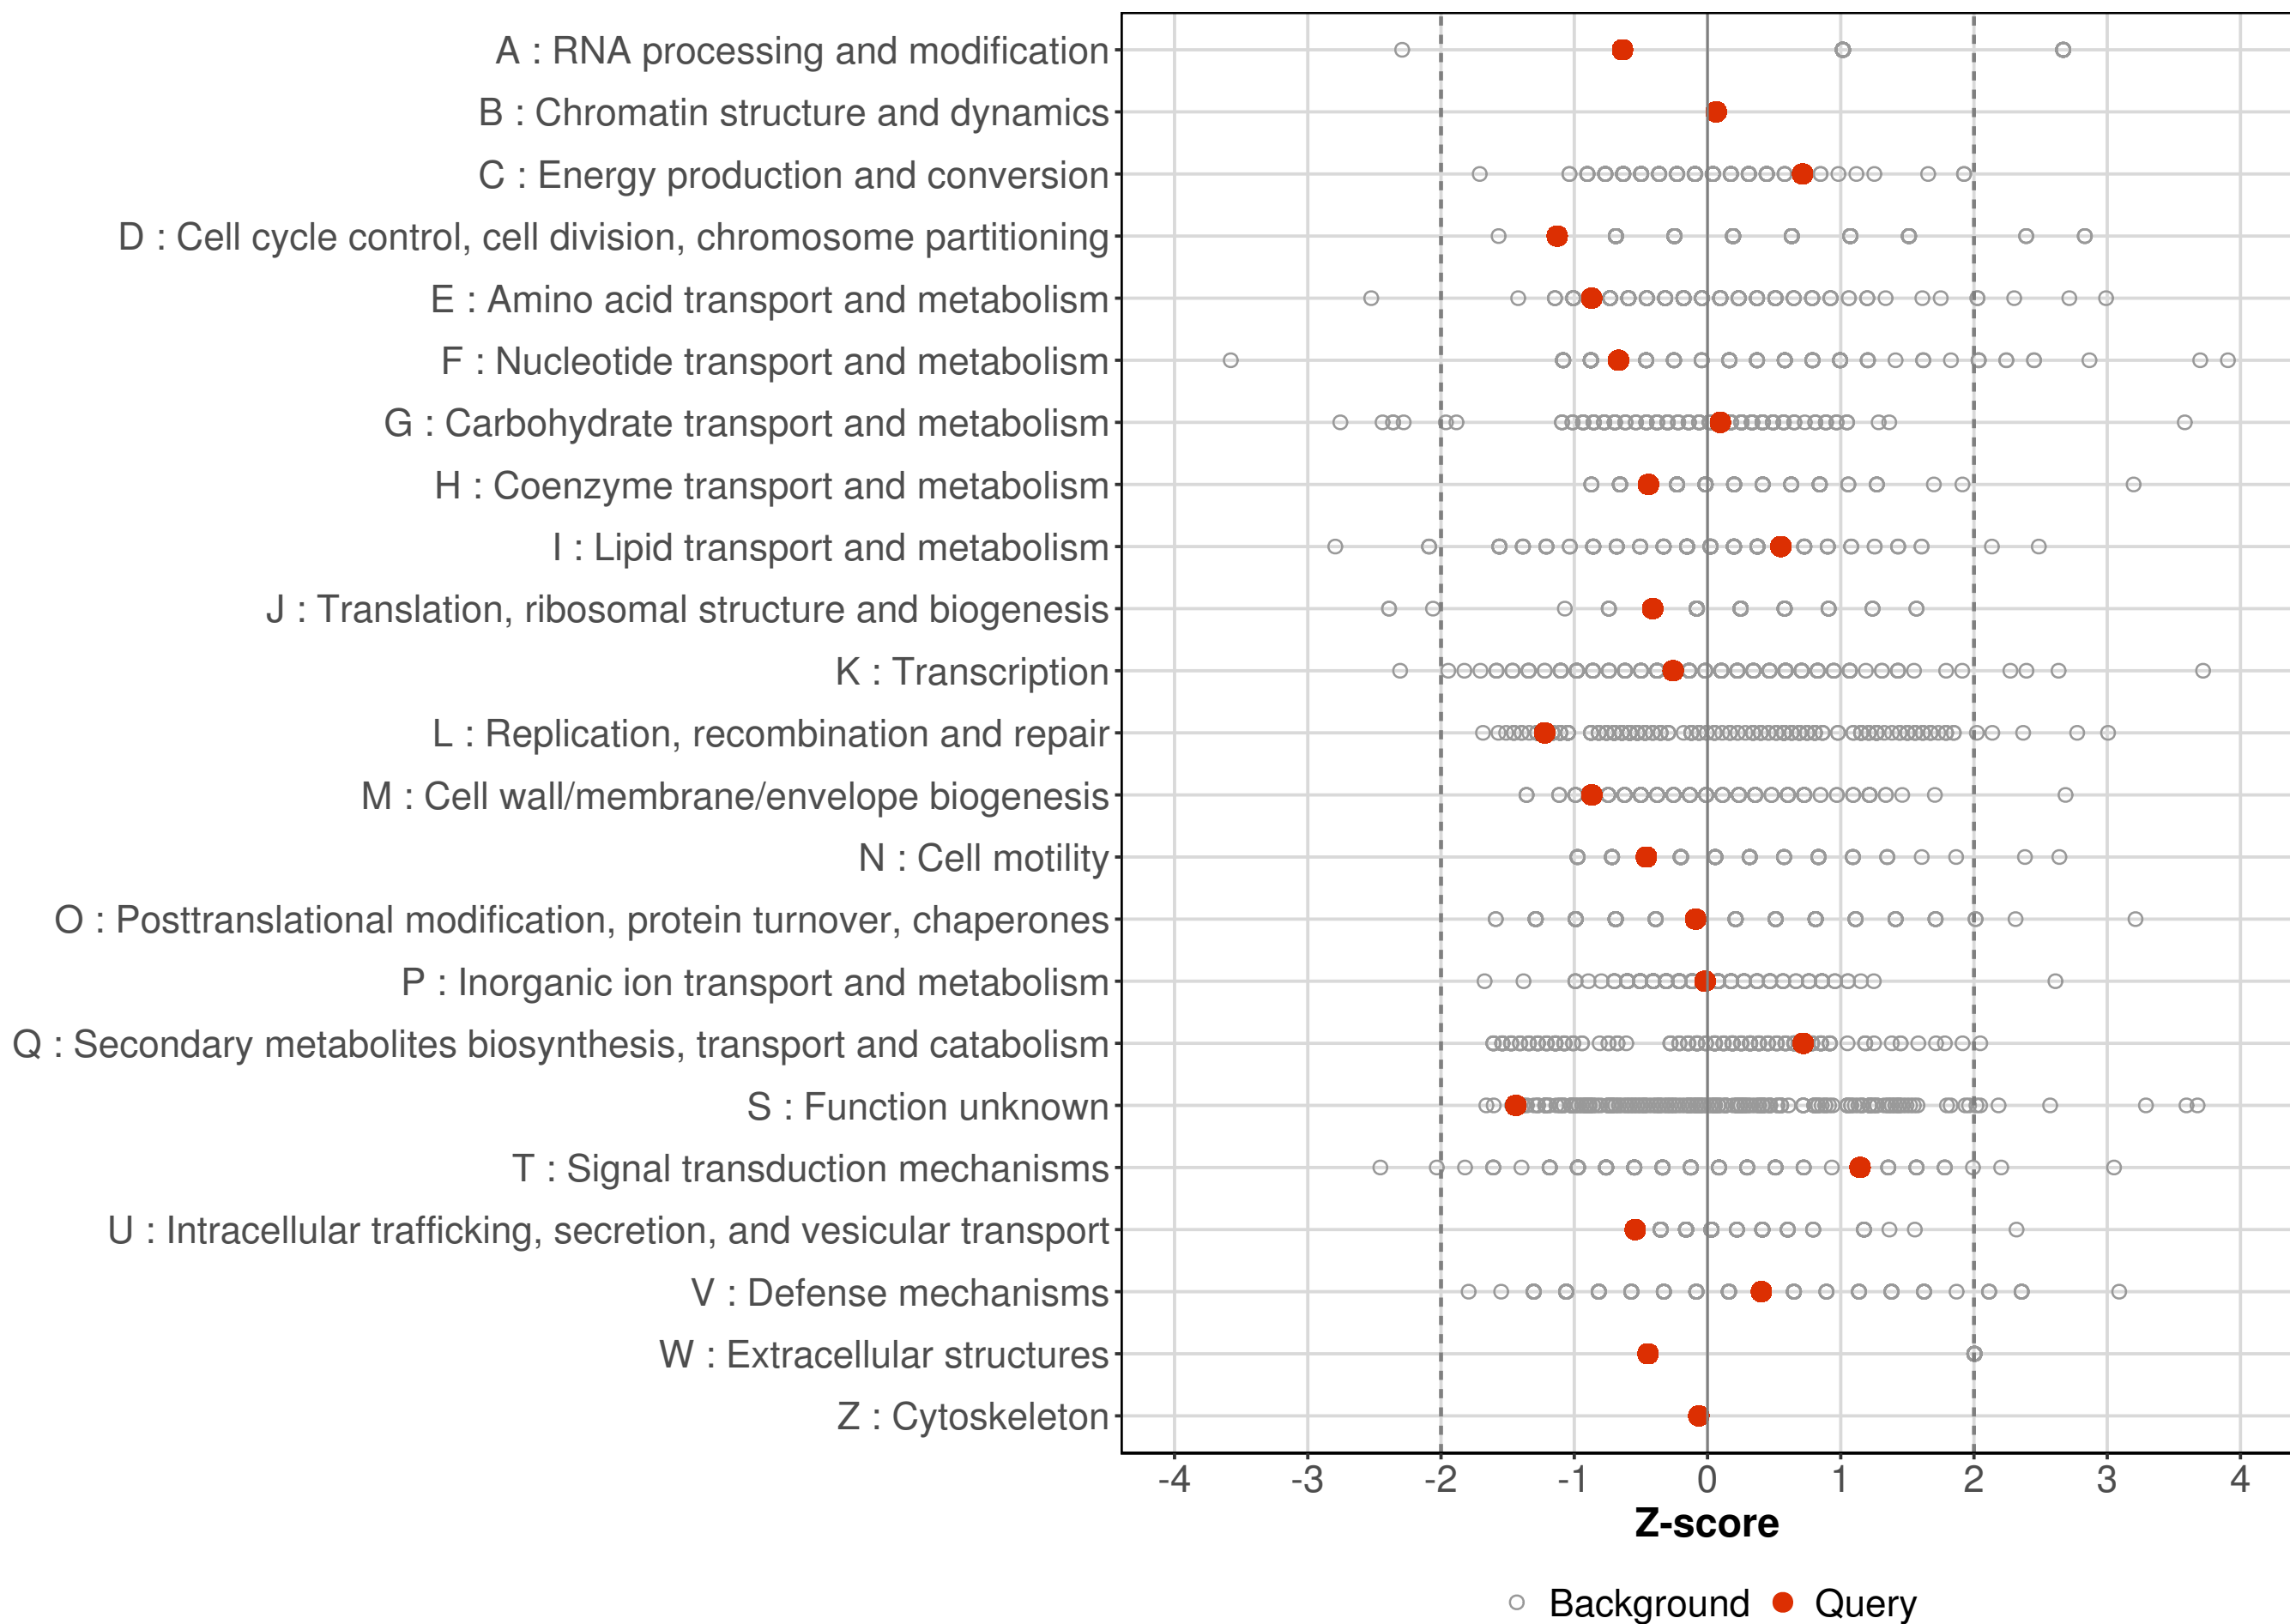 A : RNA processing and modification
B : Chromatin structure and dynamics
C : Energy production and conversion
D : Cell cycle control, cell division, chromosome partitioning
E : Amino acid transport and metabolism
F : Nucleotide transport and metabolism
G : Carbohydrate transport and metabolism
H : Coenzyme transport and metabolism
I : Lipid transport and metabolism
J : Translation, ribosomal structure and biogenesis
K : Transcription
L : Replication, recombination and repair
M : Cell wall/membrane/envelope biogenesis
N : Cell motility
O : Posttranslational modification, protein turnover, chaperones
P : Inorganic ion transport and metabolism
Q : Secondary metabolites biosynthesis, transport and catabolism
S : Function unknown
T : Signal transduction mechanisms
U : Intracellular trafficking, secretion, and vesicular transport
V : Defense mechanisms
W : Extracellular structures
Z : Cytoskeleton
-4 -3 -2 -1 0 1 2 3 4
Z-score
Background Query